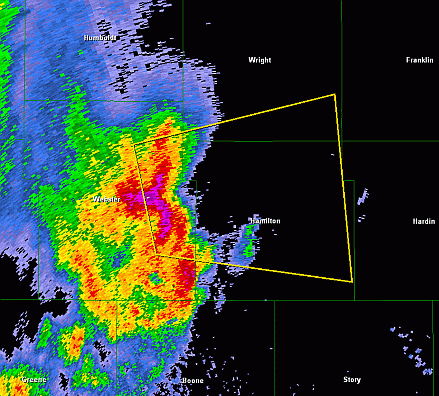 Humboldt
Wright
Franklin
Webster
Hamilton
Hardin
Greene
Boone
Story